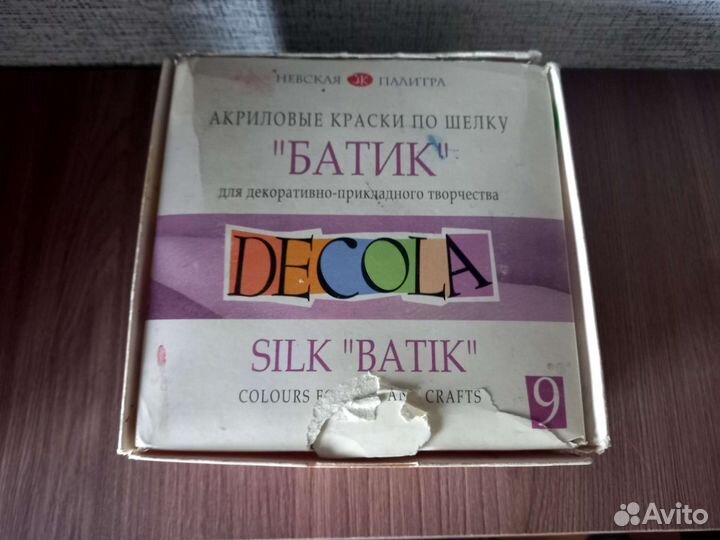 НЕВСКАЯ ПАЛИТРА
АКРИЛОВЫЕ КРАСКИ ПО ШЕЛКУ
"БАТИК"
для декоративно-прикладного творчества
DECOLA
SILK "BATIK"
COLOURS CRAFTS
9
Avito